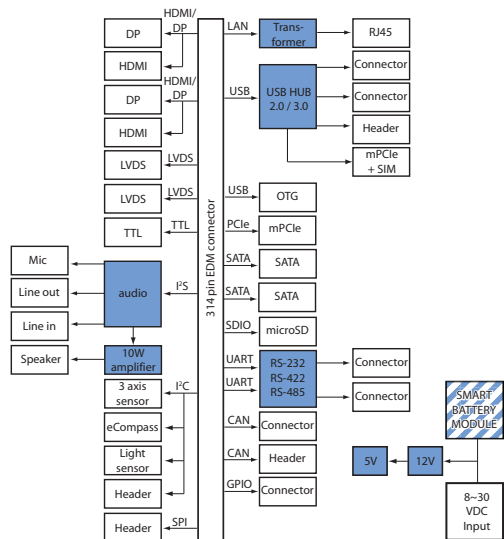 HDMI/
DP
DP
HDMI
HDMI/
DP
DP
HDMI
LVDS
LVDS
LVDS
LVDS
TTL
TTL
Mic
Line out
Line in
Speaker
audio
I²S
10W
amplifier
3 axis
sensor
I²C
eCompass
Light
sensor
Header
Header
SPI
314 pin EDM connector
LAN
Trans-
former
RJ45
USB
USB HUB
2.0 / 3.0
Connector
Connector
Header
mPCIe
+ SIM
USB
OTG
PCIe
mPCIe
SATA
SATA
SATA
SATA
SDIO
microSD
UART
UART
RS-232
RS-422
RS-485
Connector
Connector
CAN
Connector
CAN
Header
GPIO
Connector
SMART
BATTERY
MODULE
5V
12V
8~30
VDC
Input